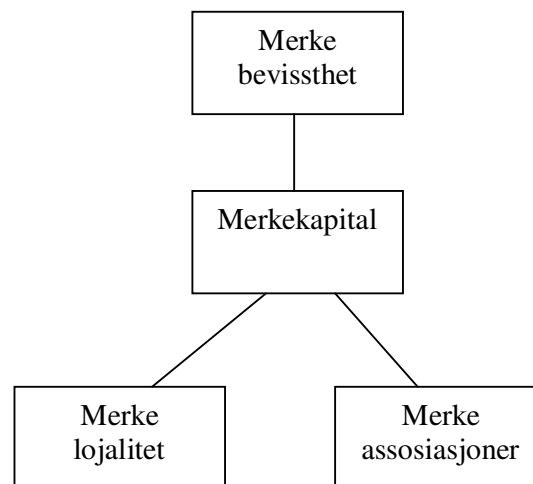 Merke
bevissthet
Merkekapital
Merke
lojalitet
Merke
assosiasjoner